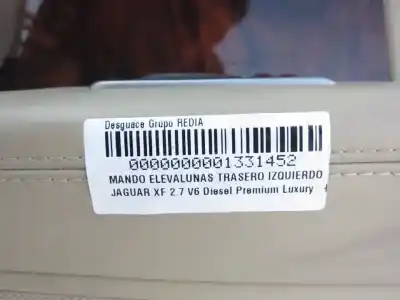 Desguace Grupo REDIA
0000000001331452
MANDO ELEVALUNAS TRASERO IZQUIERDO
JAGUAR XF 2.7 V6 Diesel Premium Luxury